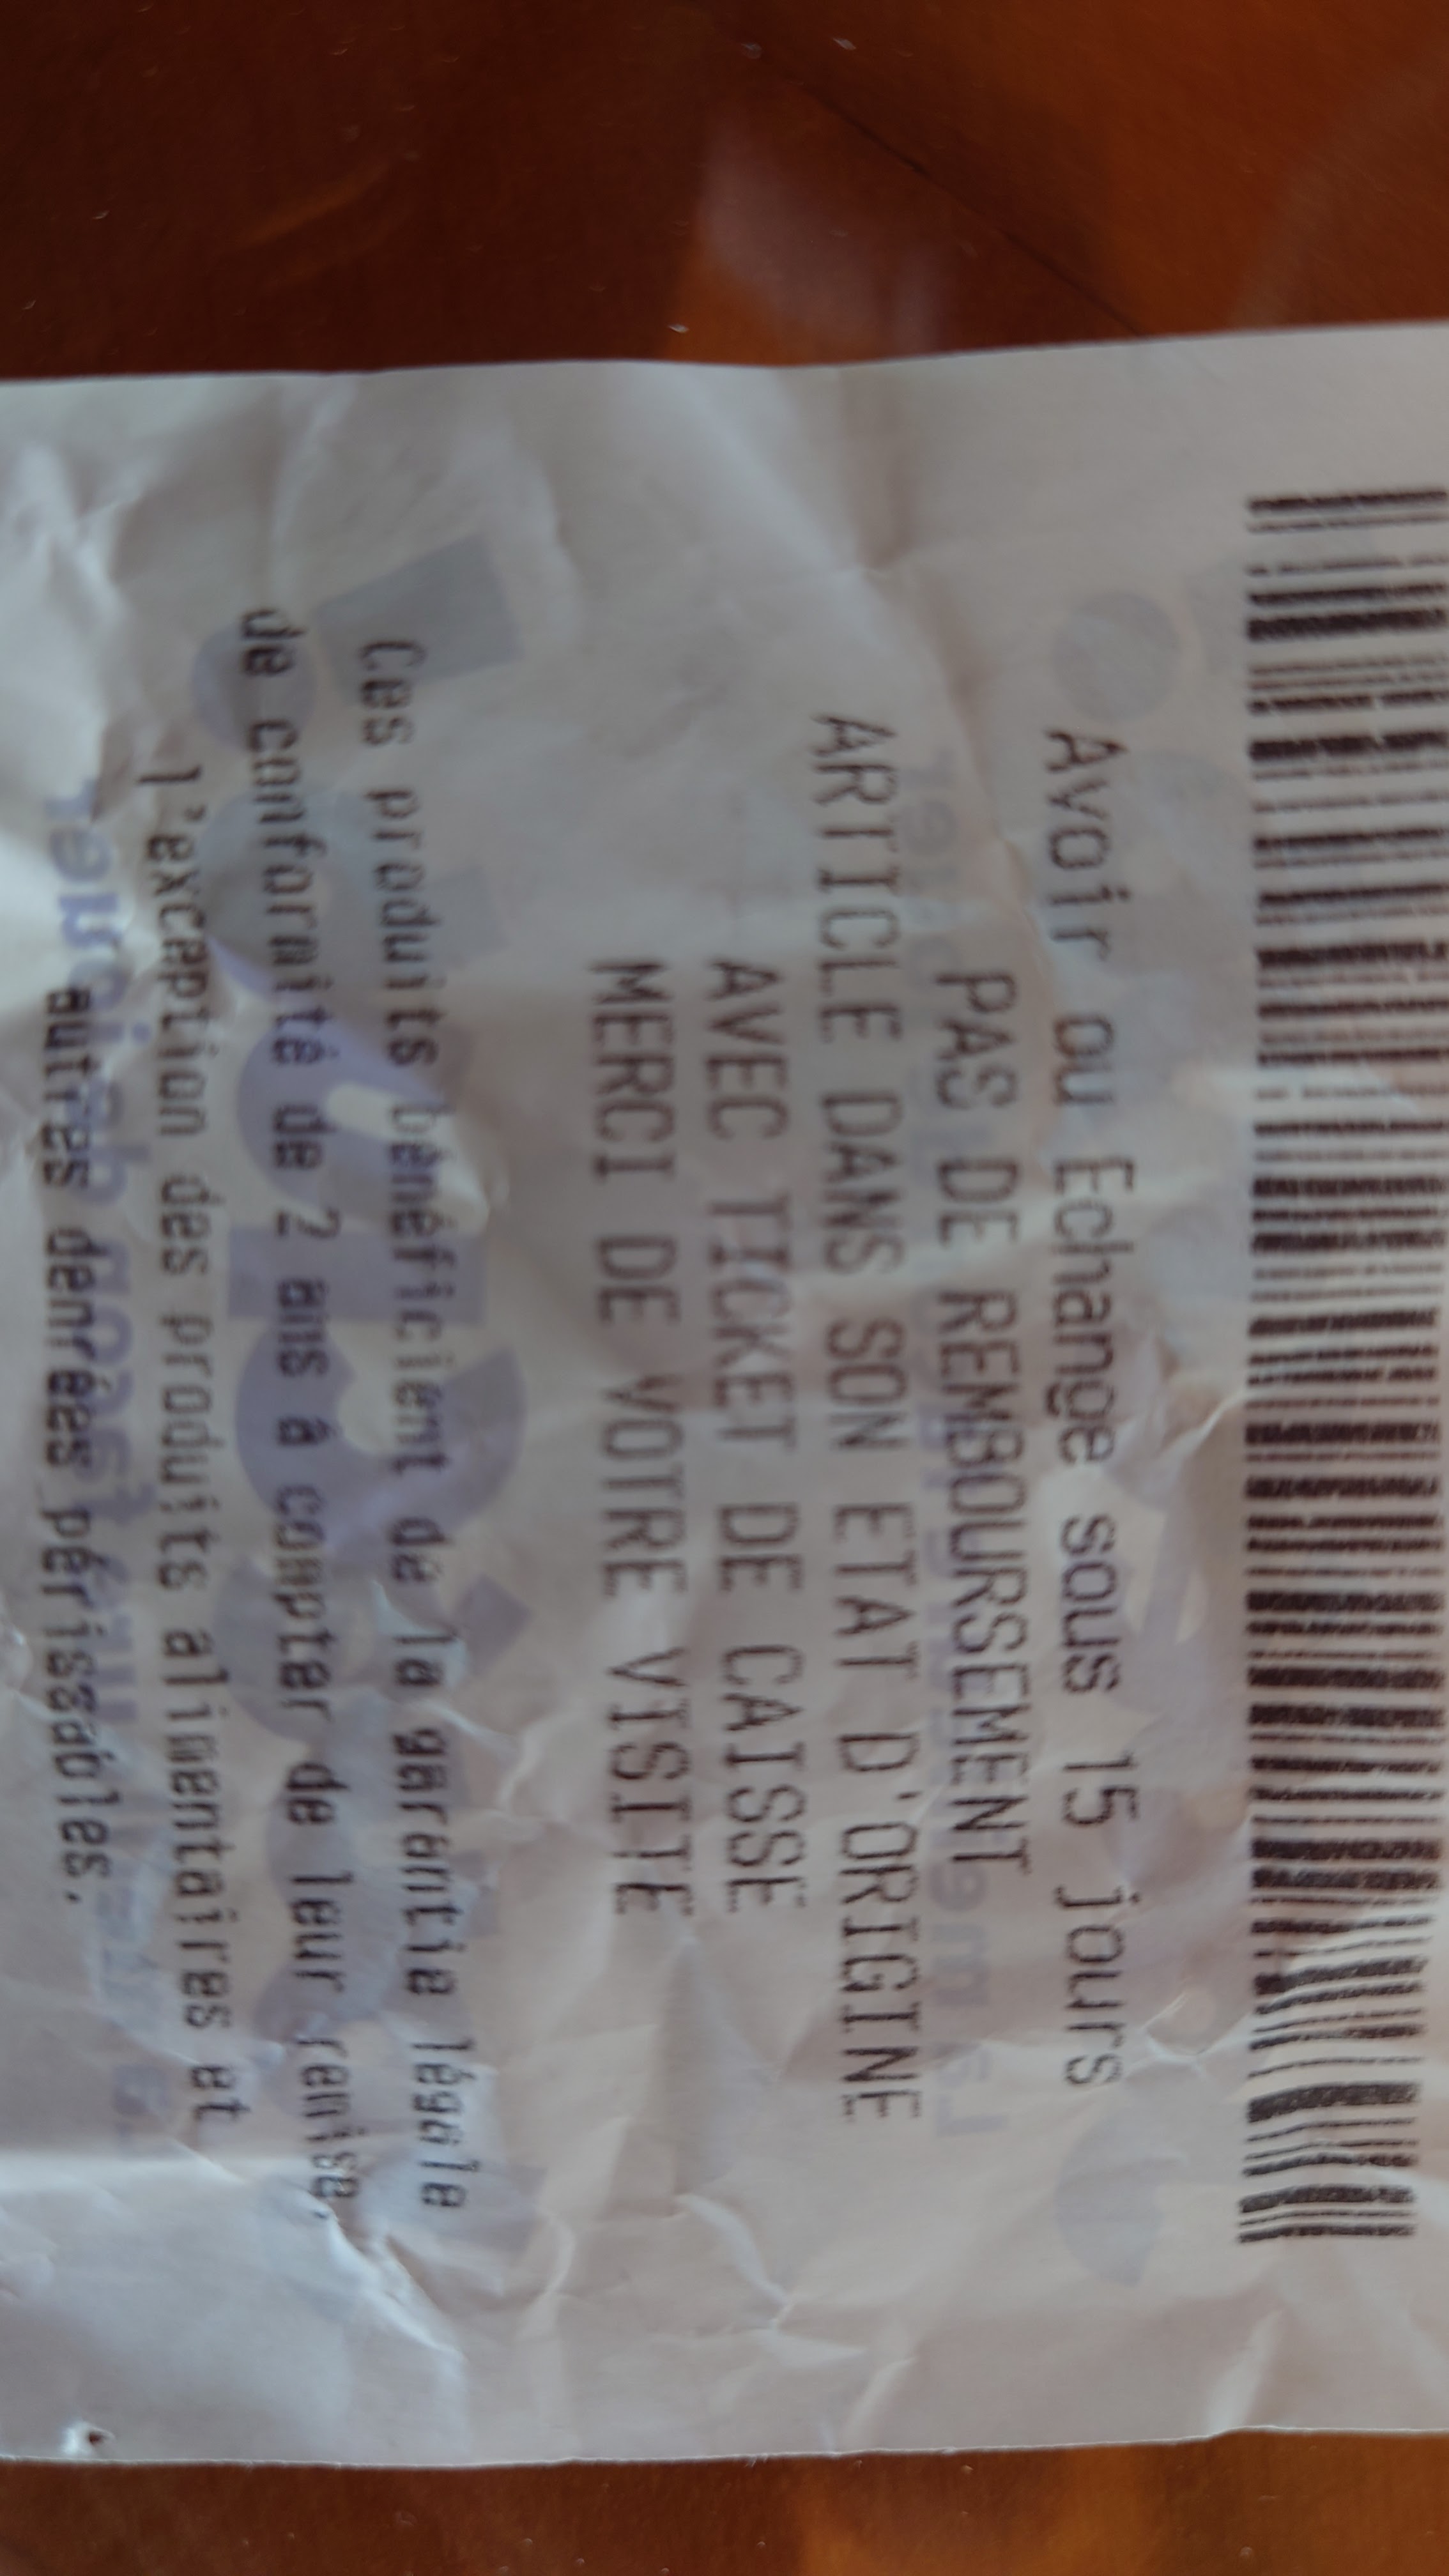 Avoir ou Echange sous 15 jours
PAS DE REMBOURSEMENT
ARTICLE DANS SON ETAT D'ORIGINE
AVEC TICKET DE CAISSE
MERCI DE VOTRE VISITE
Ces produits bénéficient de la garantie légale
de conformité de 2 ans à compter de leur remise
l'exception des produits alimentaires et
autres denrées périssables.